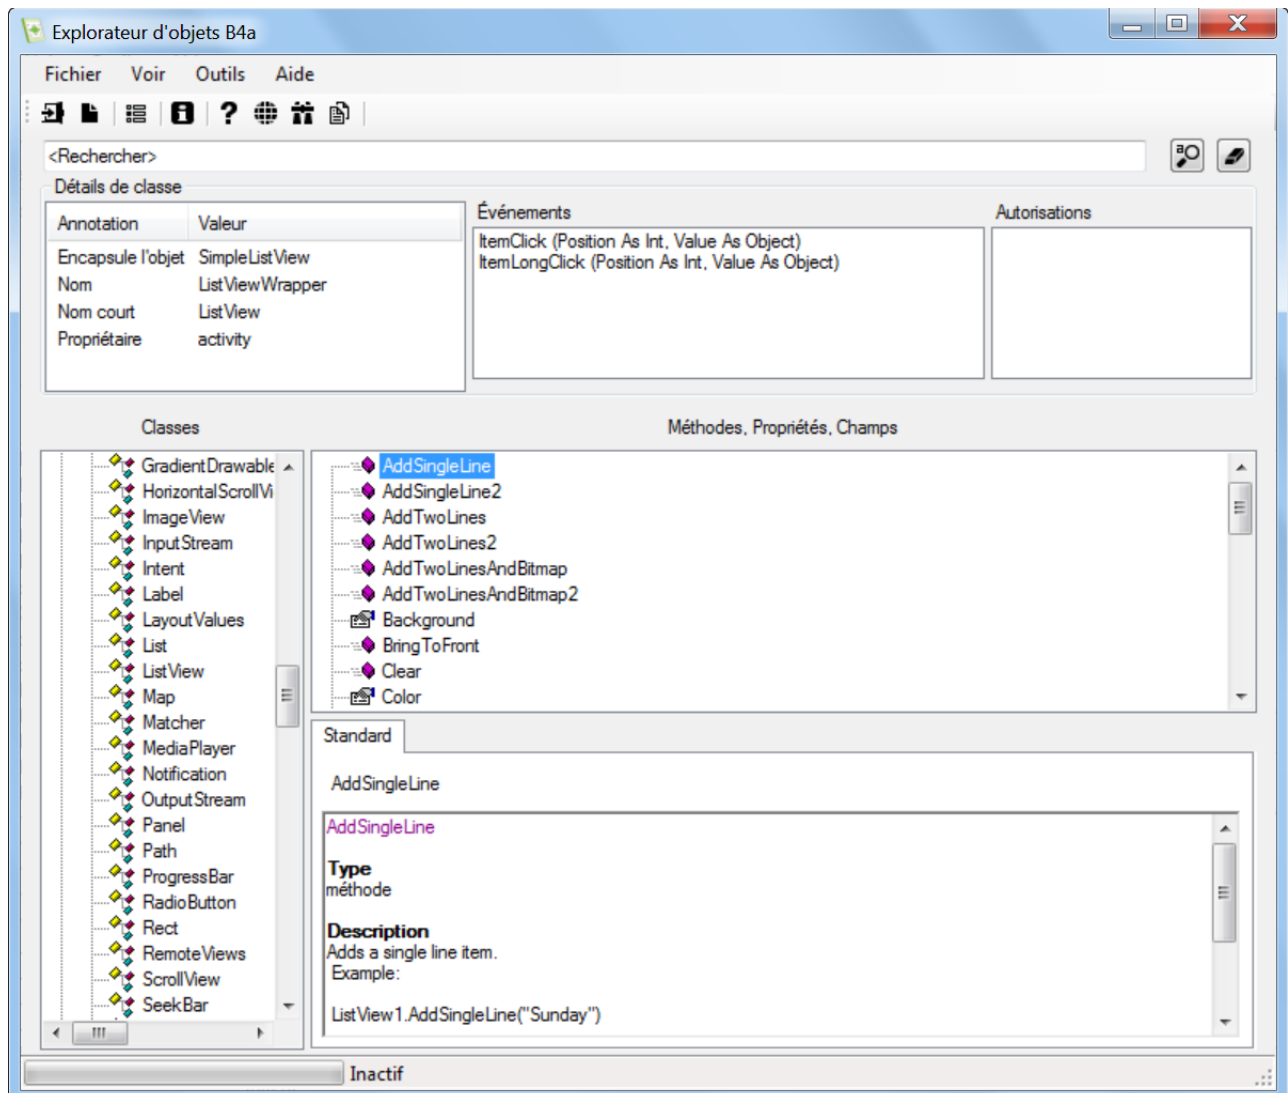 Explorateur d'objets B4a
Fichier Voir Outils Aide
<Rechercher>
Détails de classe
Annotation Valeur
Encapsule l'objet SimpleListView
Nom ListViewWrapper
Nom court ListView
Propriétaire activity
Événements
ItemClick (Position As Int, Value As Object)
ItemLongClick (Position As Int, Value As Object)
Autorisations
Classes
GradientDrawable
HorizontalScrollVi
ImageView
InputStream
Intent
Label
LayoutValues
List
ListView
Map
Matcher
MediaPlayer
Notification
OutputStream
Panel
Path
ProgressBar
RadioButton
Rect
RemoteViews
ScrollView
SeekBar
Méthodes, Propriétés, Champs
AddSingleLine
AddSingleLine2
AddTwoLines
AddTwoLines2
AddTwoLinesAndBitmap
AddTwoLinesAndBitmap2
Background
BringToFront
Clear
Color
Standard
AddSingleLine
AddSingleLine
Type
méthode
Description
Adds a single line item.
Example:
ListView1.AddSingleLine("Sunday")
Inactif